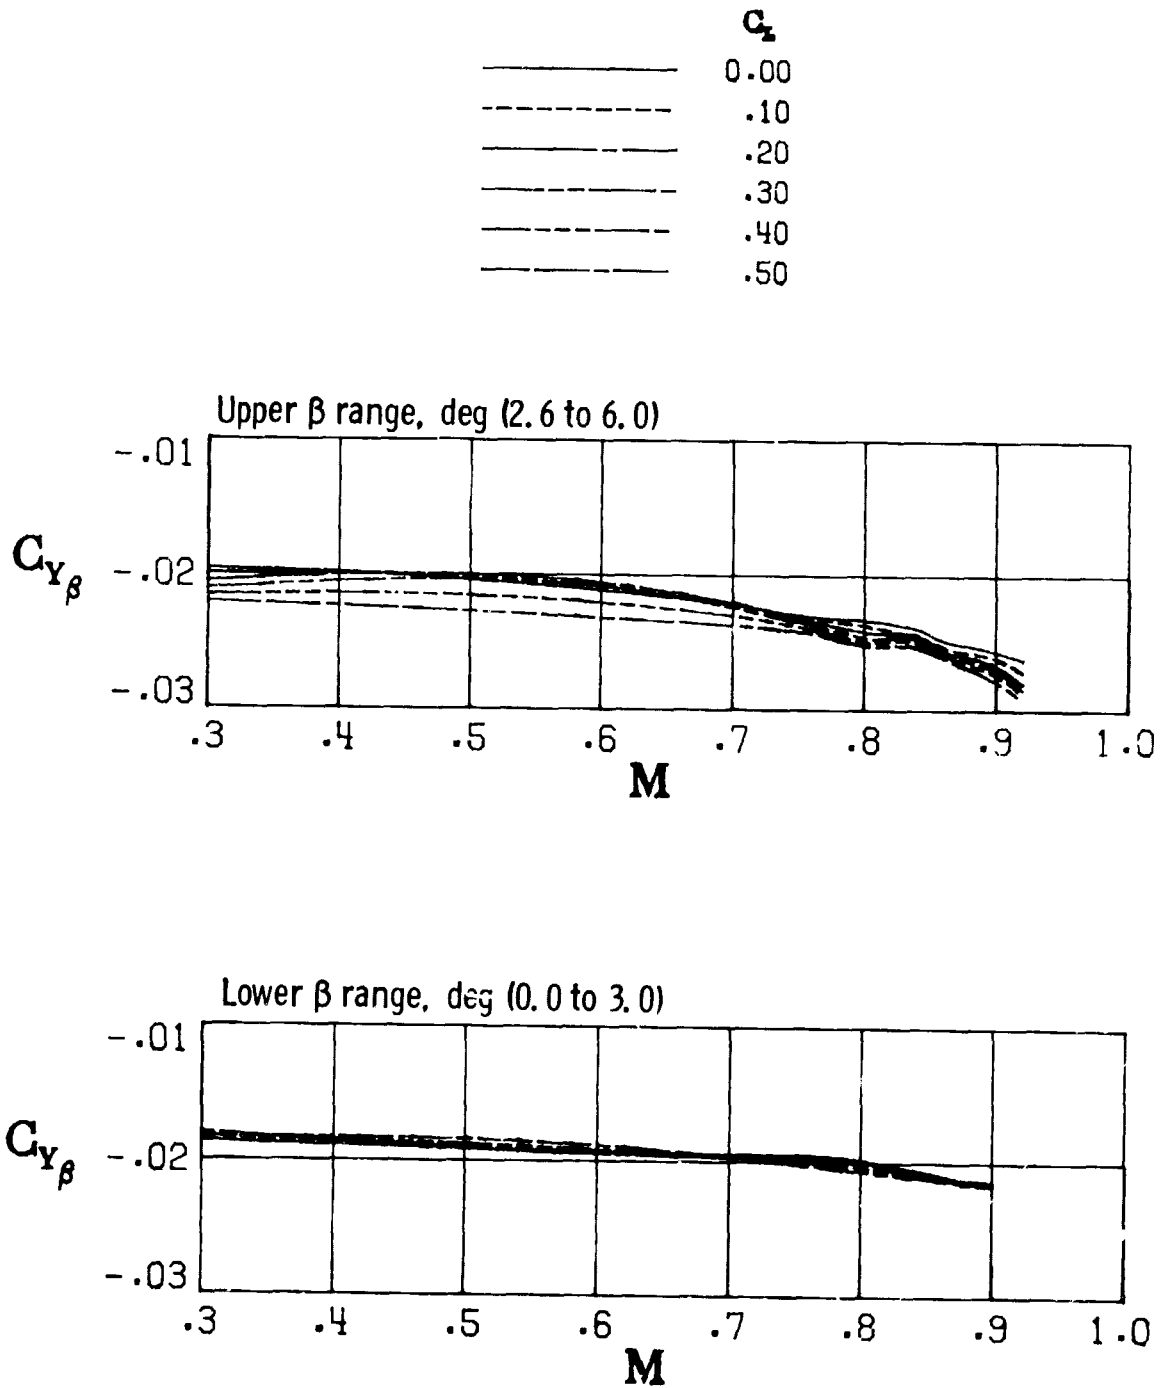 C_L
0.00
.10
.20
.30
.40
.50
Upper β range, deg (2.6 to 6.0)
-.01
C_Yβ
-.02
-.03
.3 .4 .5 .6 .7 .8 .9 1.0
M
Lower β range, deg (0.0 to 3.0)
-.01
C_Yβ
-.02
-.03
.3 .4 .5 .6 .7 .8 .9 1.0
M